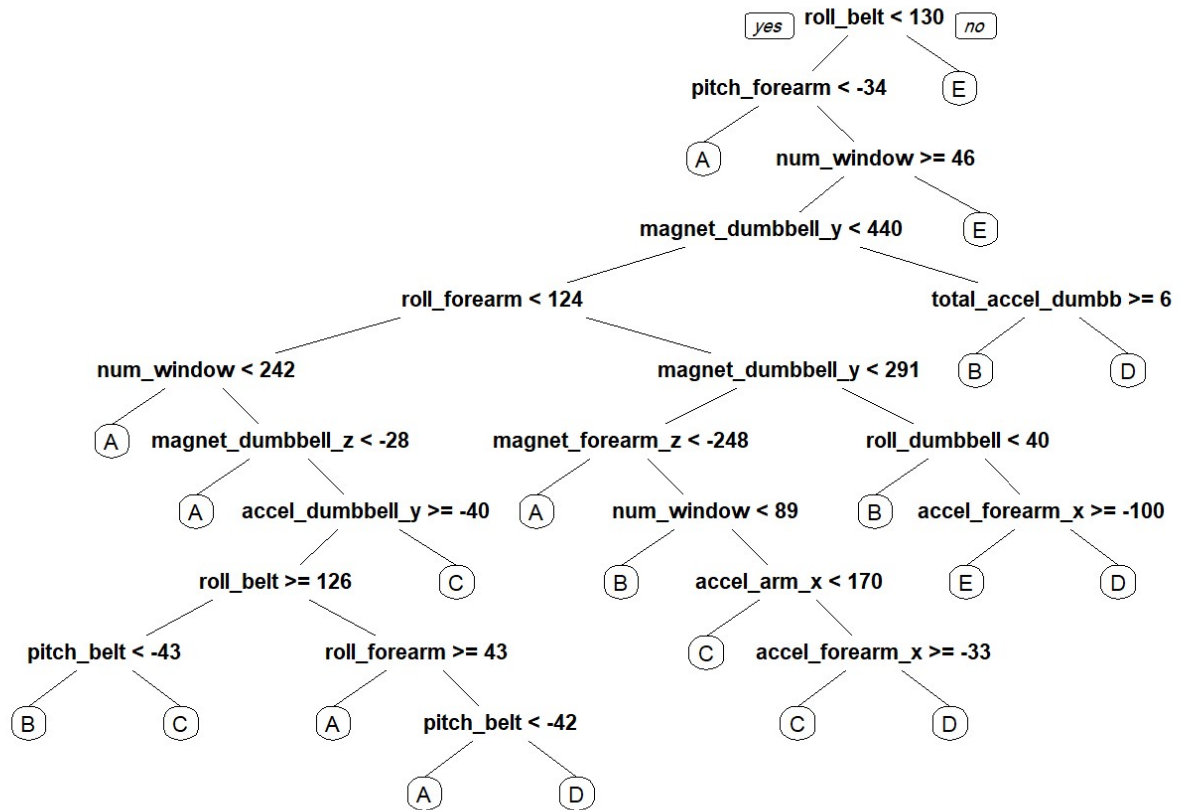 yes roll_belt < 130 no
pitch_forearm < -34 E
A num_window >= 46
magnet_dumbbell_y < 440 E
roll_forearm < 124 total_accel_dumbb >= 6
num_window < 242 magnet_dumbbell_y < 291 B D
A magnet_dumbbell_z < -28 magnet_forearm_z < -248 roll_dumbbell < 40
A accel_dumbbell_y >= -40 A num_window < 89 B accel_forearm_x >= -100
roll_belt >= 126 C B accel_arm_x < 170 E D
pitch_belt < -43 roll_forearm >= 43 C accel_forearm_x >= -33
B C A pitch_belt < -42 C D
A D